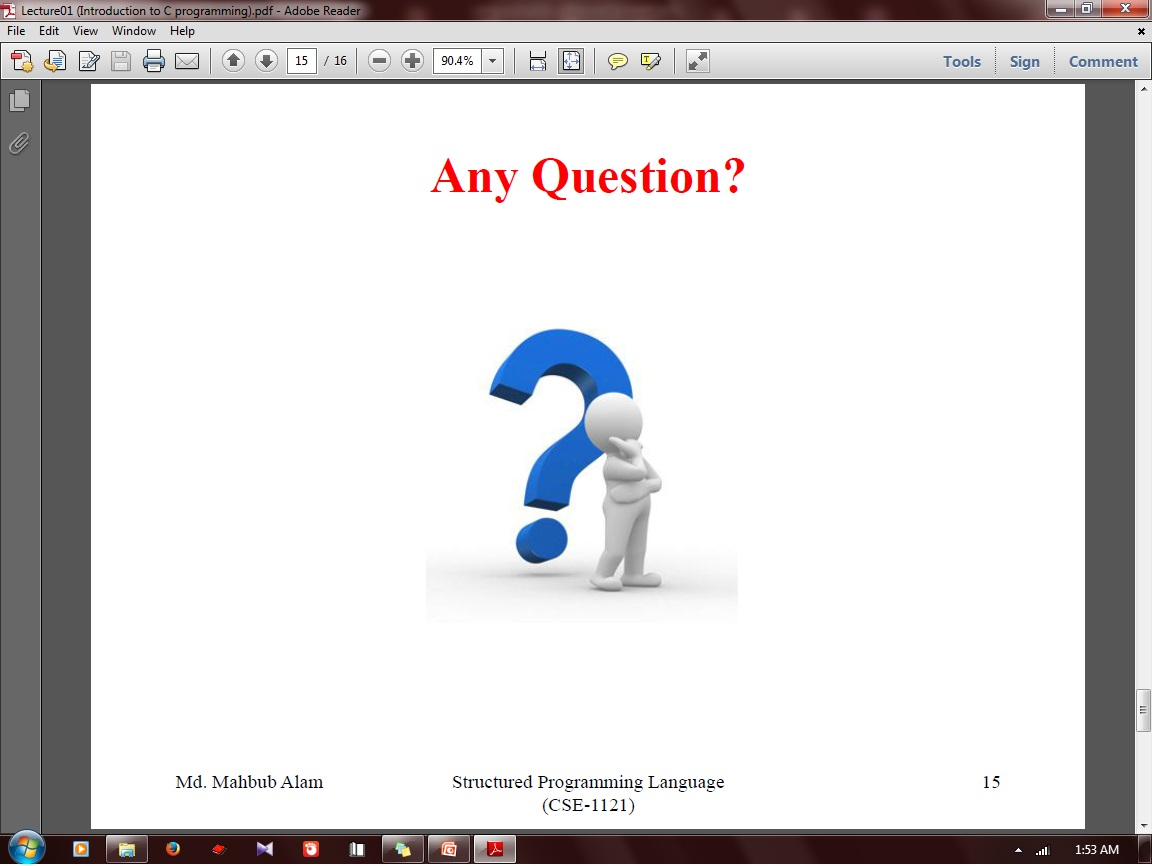 Lecture01 (Introduction to C programming).pdf - Adobe Reader
File Edit View Window Help
15 / 16 90.4% Tools Sign Comment
Any Question?
Md. Mahbub Alam Structured Programming Language 15
(CSE-1121)
1:53 AM